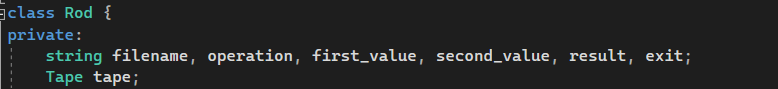 class Rod {
private:
    string filename, operation, first_value, second_value, result, exit;
    Tape tape;